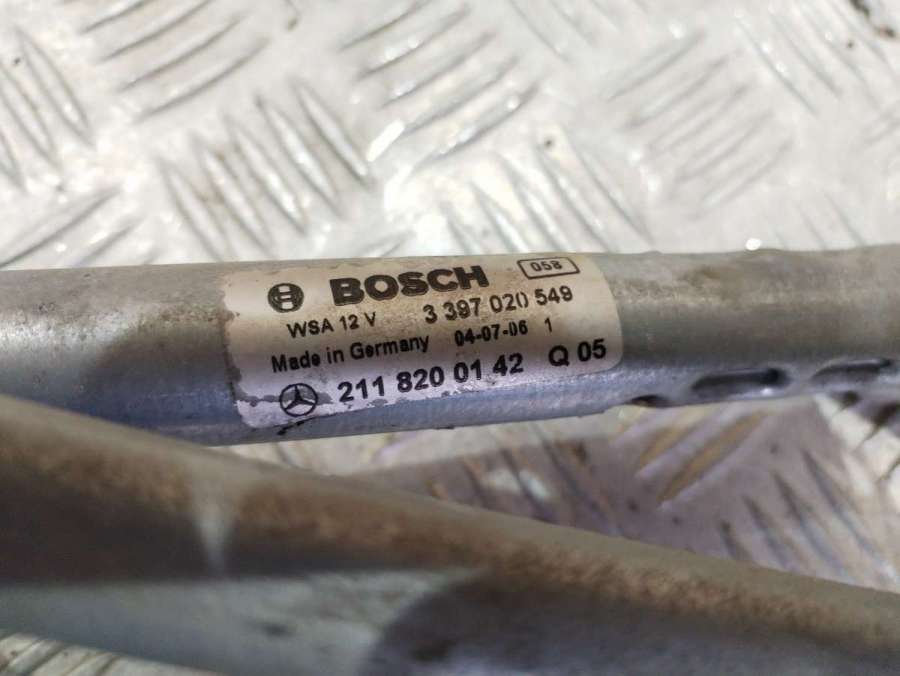 BOSCH 058
WSA 12 V 3 397 020 549
Made in Germany 04-07-06 1
211 820 01 42 Q 05